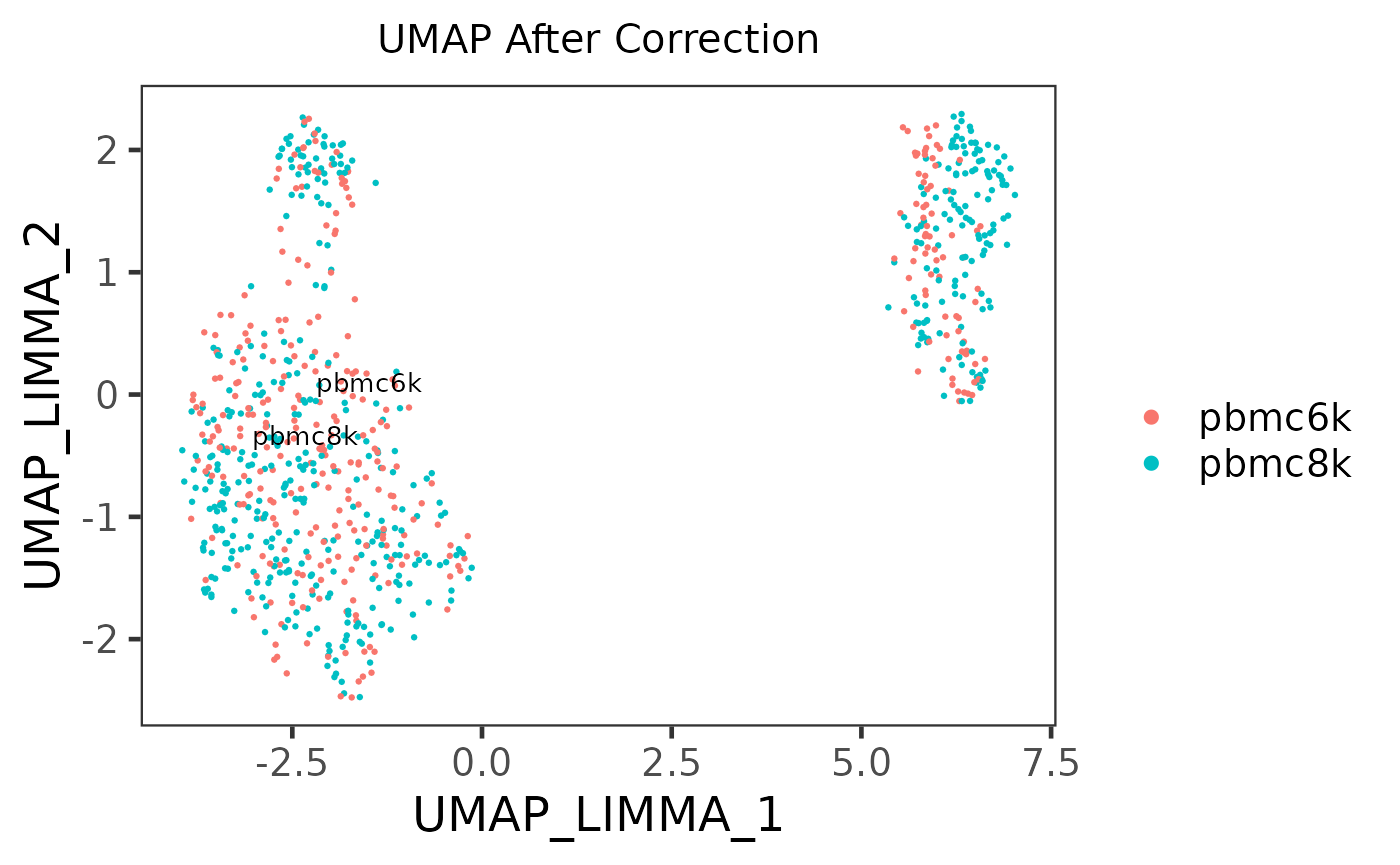 UMAP After Correction
UMAP_LIMMA_2
2
1
0
-1
-2
pbmc6k
pbmc8k
-2.5 0.0 2.5 5.0 7.5
UMAP_LIMMA_1
pbmc6k
pbmc8k